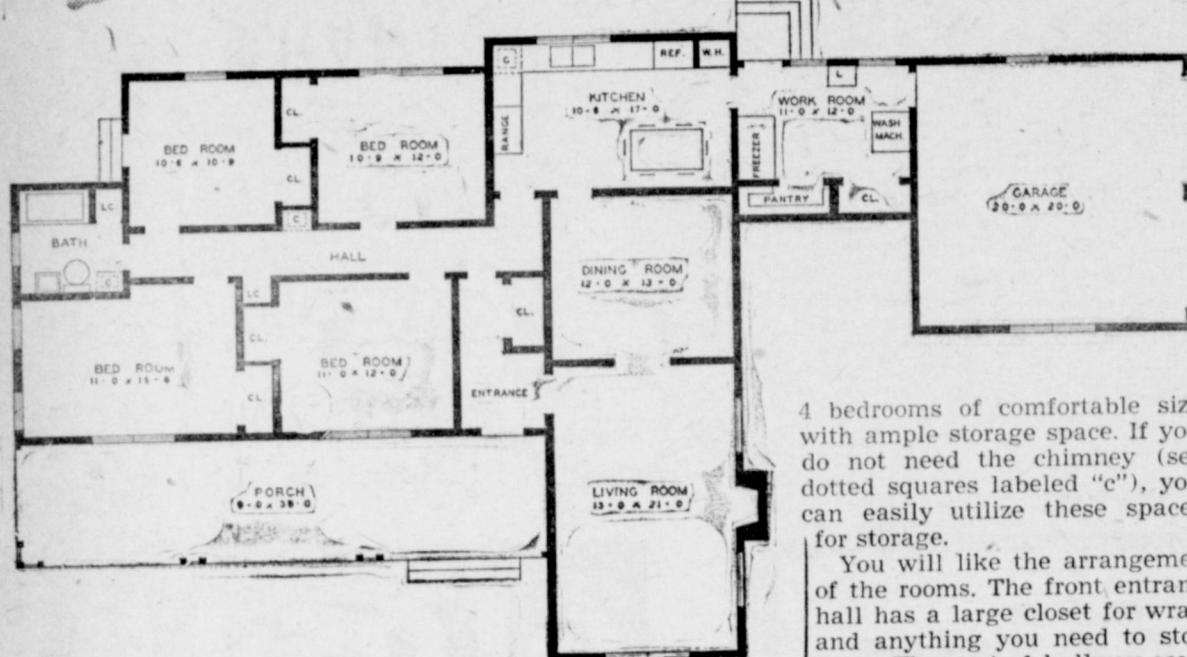 C
REF.
W.H.
KITCHEN
10-8 x 17-0
RANGE
L
WORK ROOM
11-0 x 12-0
WASH
MACH.
FREEZER
PANTRY
CL.
GARAGE
20-0 x 20-0
BED ROOM
10-6 x 10-9
CL.
CL.
C
BED ROOM
10-9 x 12-0
LC
BATH
C
HALL
DINING ROOM
12-0 x 13-0
LC
CL.
CL.
BED ROOM
11-0 x 15-6
BED ROOM
11-0 x 12-0
CL.
ENTRANCE
PORCH
38-0
LIVING ROOM
13-0 x 21-0
4 bedrooms of comfortable siz
with ample storage space. If yo
do not need the chimney (se
dotted squares labeled "c"), yo
can easily utilize these space
for storage.
You will like the arrangeme
of the rooms. The front entran
hall has a large closet for wra
and anything you need to sto